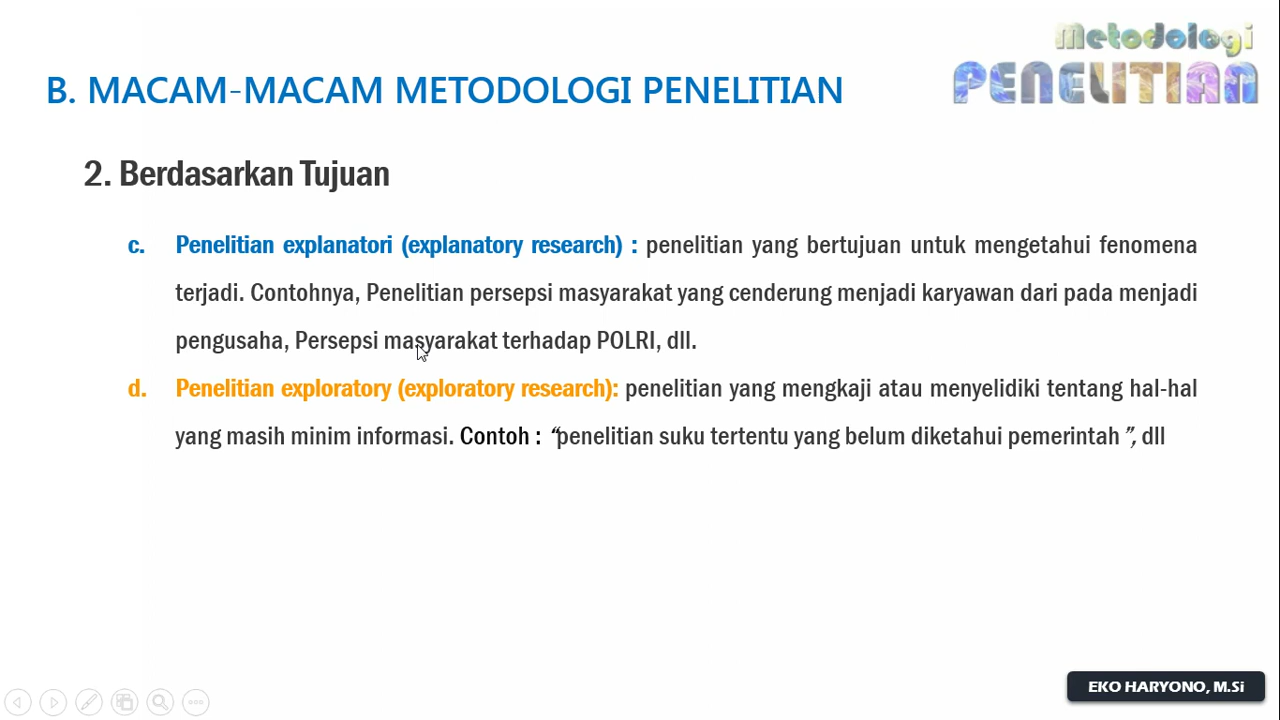 Metodologi
PENELITIAN
B. MACAM-MACAM METODOLOGI PENELITIAN
2. Berdasarkan Tujuan
c. Penelitian explanatori (explanatory research) : penelitian yang bertujuan untuk mengetahui fenomena
terjadi. Contohnya, Penelitian persepsi masyarakat yang cenderung menjadi karyawan dari pada menjadi
pengusaha, Persepsi masyarakat terhadap POLRI, dll.
d. Penelitian exploratory (exploratory research): penelitian yang mengkaji atau menyelidiki tentang hal-hal
yang masih minim informasi. Contoh : “penelitian suku tertentu yang belum diketahui pemerintah ”, dll
EKO HARYONO, M.Si